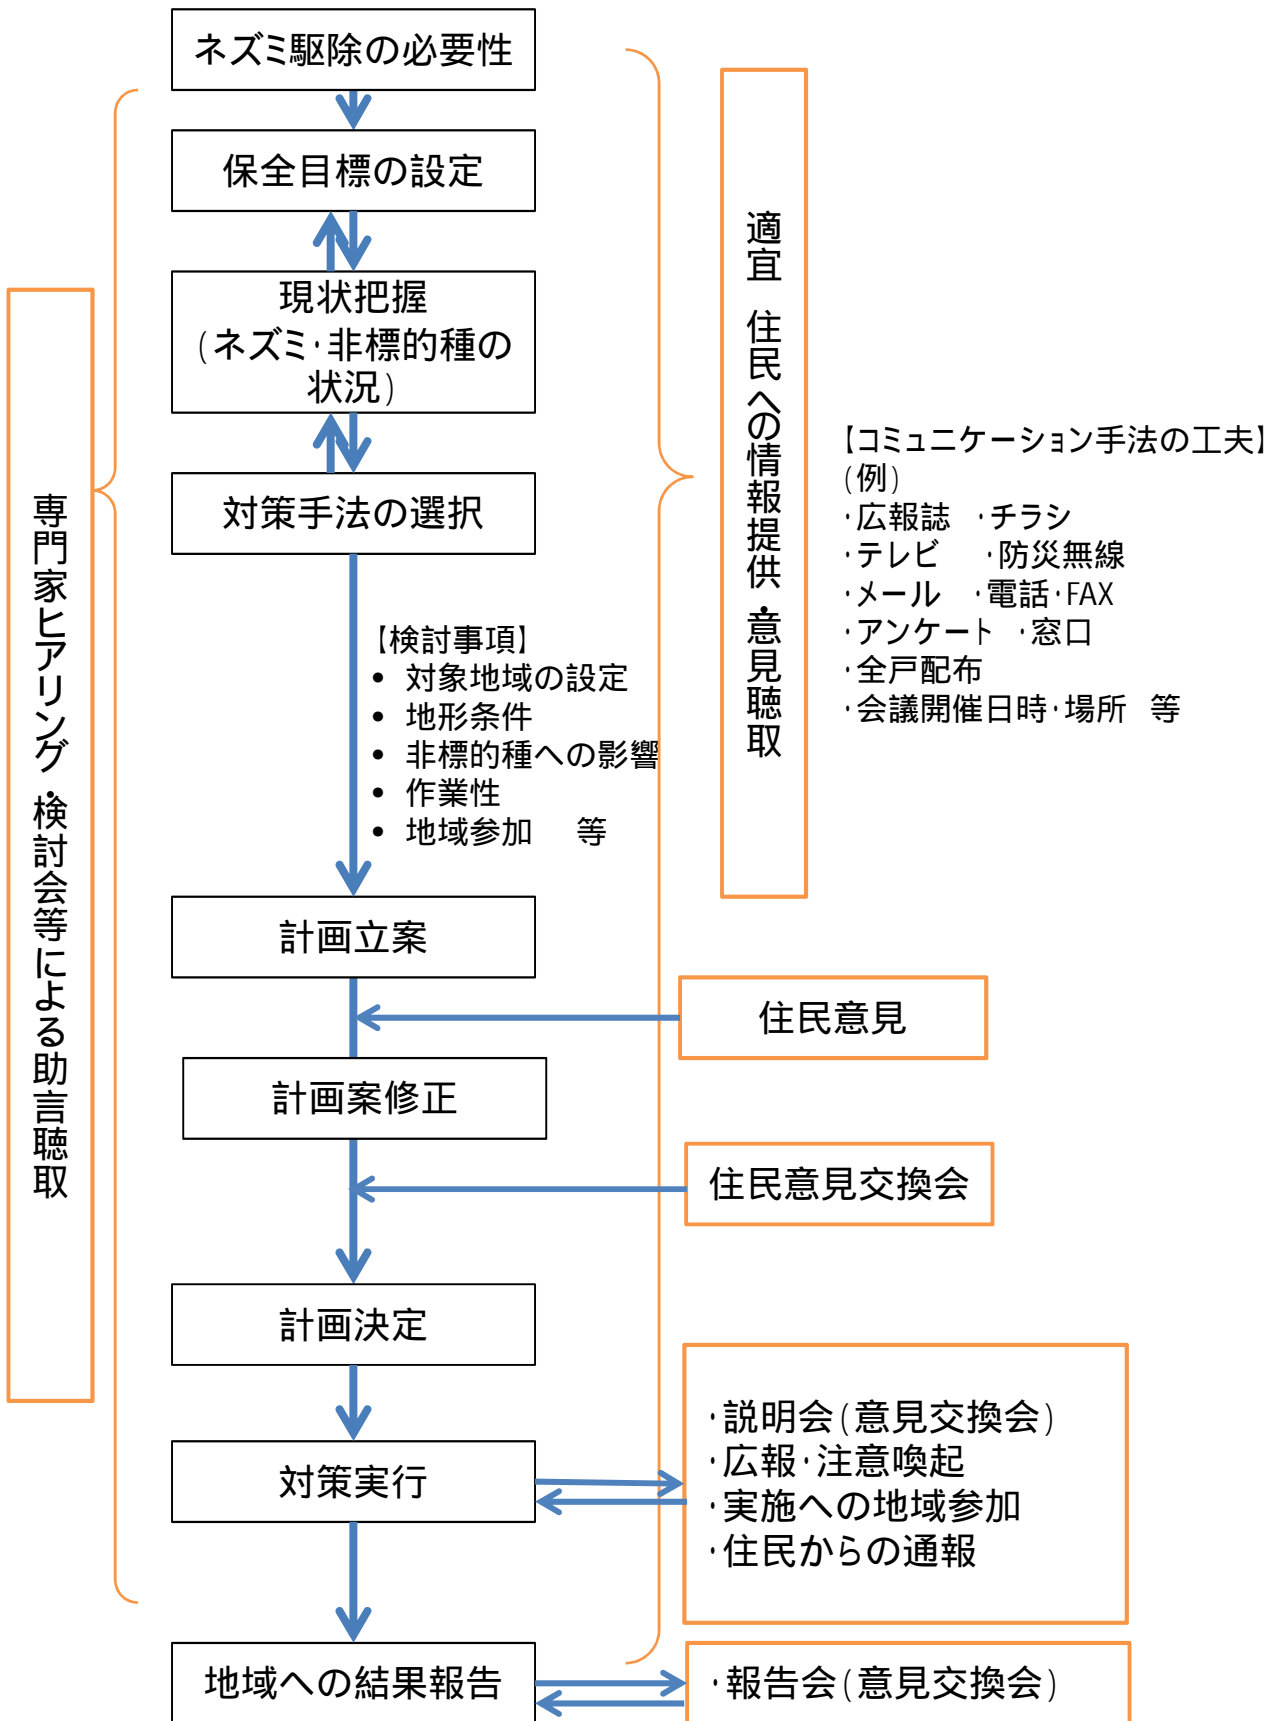 ネズミ駆除の必要性
保全目標の設定
現状把握
(ネズミ・非標的種の
状況)
対策手法の選択
【検討事項】
• 対象地域の設定
• 地形条件
• 非標的種への影響
• 作業性
• 地域参加 等
計画立案
計画案修正
計画決定
対策実行
地域への結果報告
専門家ヒアリング・検討会等による助言聴取
適宜 住民への情報提供・意見聴取
【コミュニケーション手法の工夫】
(例)
・広報誌 ・チラシ
・テレビ ・防災無線
・メール ・電話・FAX
・アンケート ・窓口
・全戸配布
・会議開催日時・場所 等
住民意見
住民意見交換会
・説明会(意見交換会)
・広報・注意喚起
・実施への地域参加
・住民からの通報
・報告会(意見交換会)